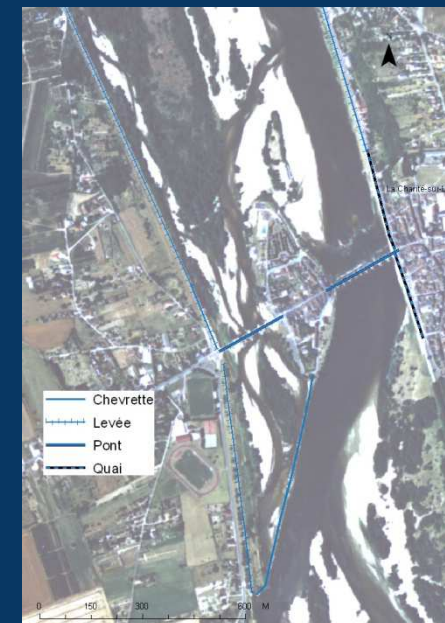 La Charité-sur-L
Chevrette
Levée
Pont
Quai
0 150 300 600 M